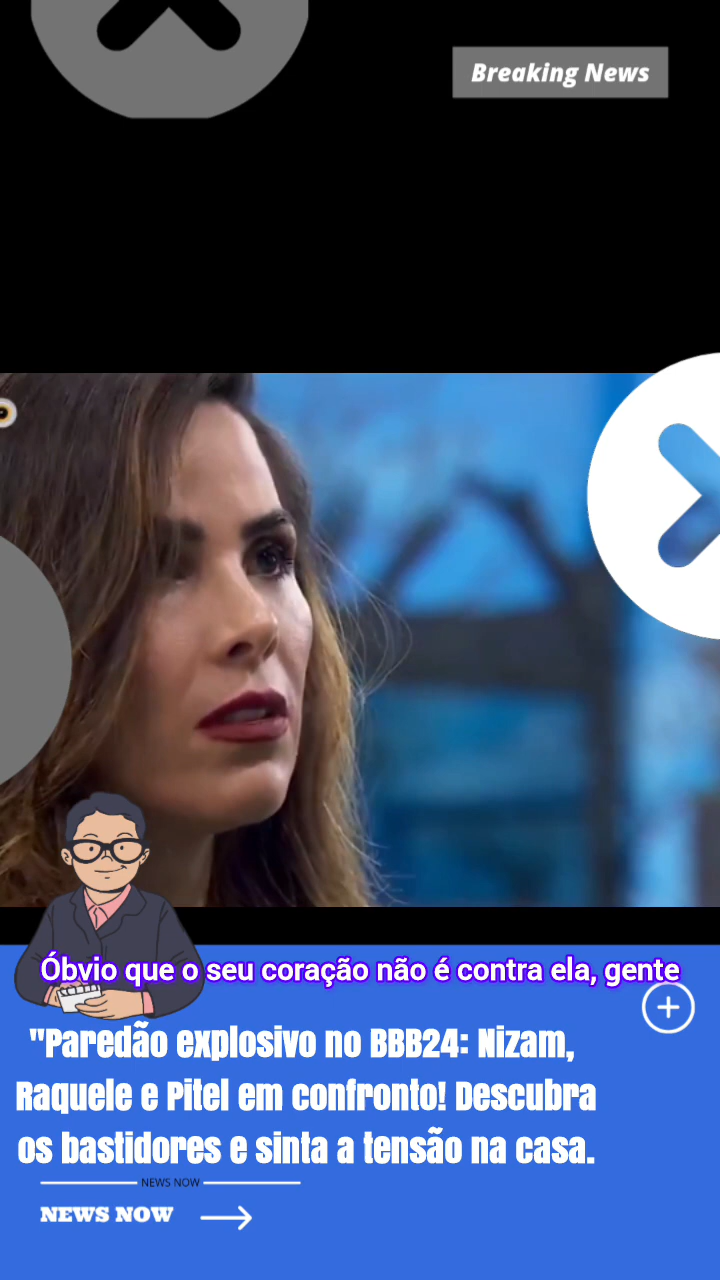 Breaking News
Óbvio que o seu coração não é contra ela, gente
"Paredão explosivo no BBB24: Nizam,
Raquele e Pitel em confronto! Descubra
os bastidores e sinta a tensão na casa.
NEWS NOW
NEWS NOW